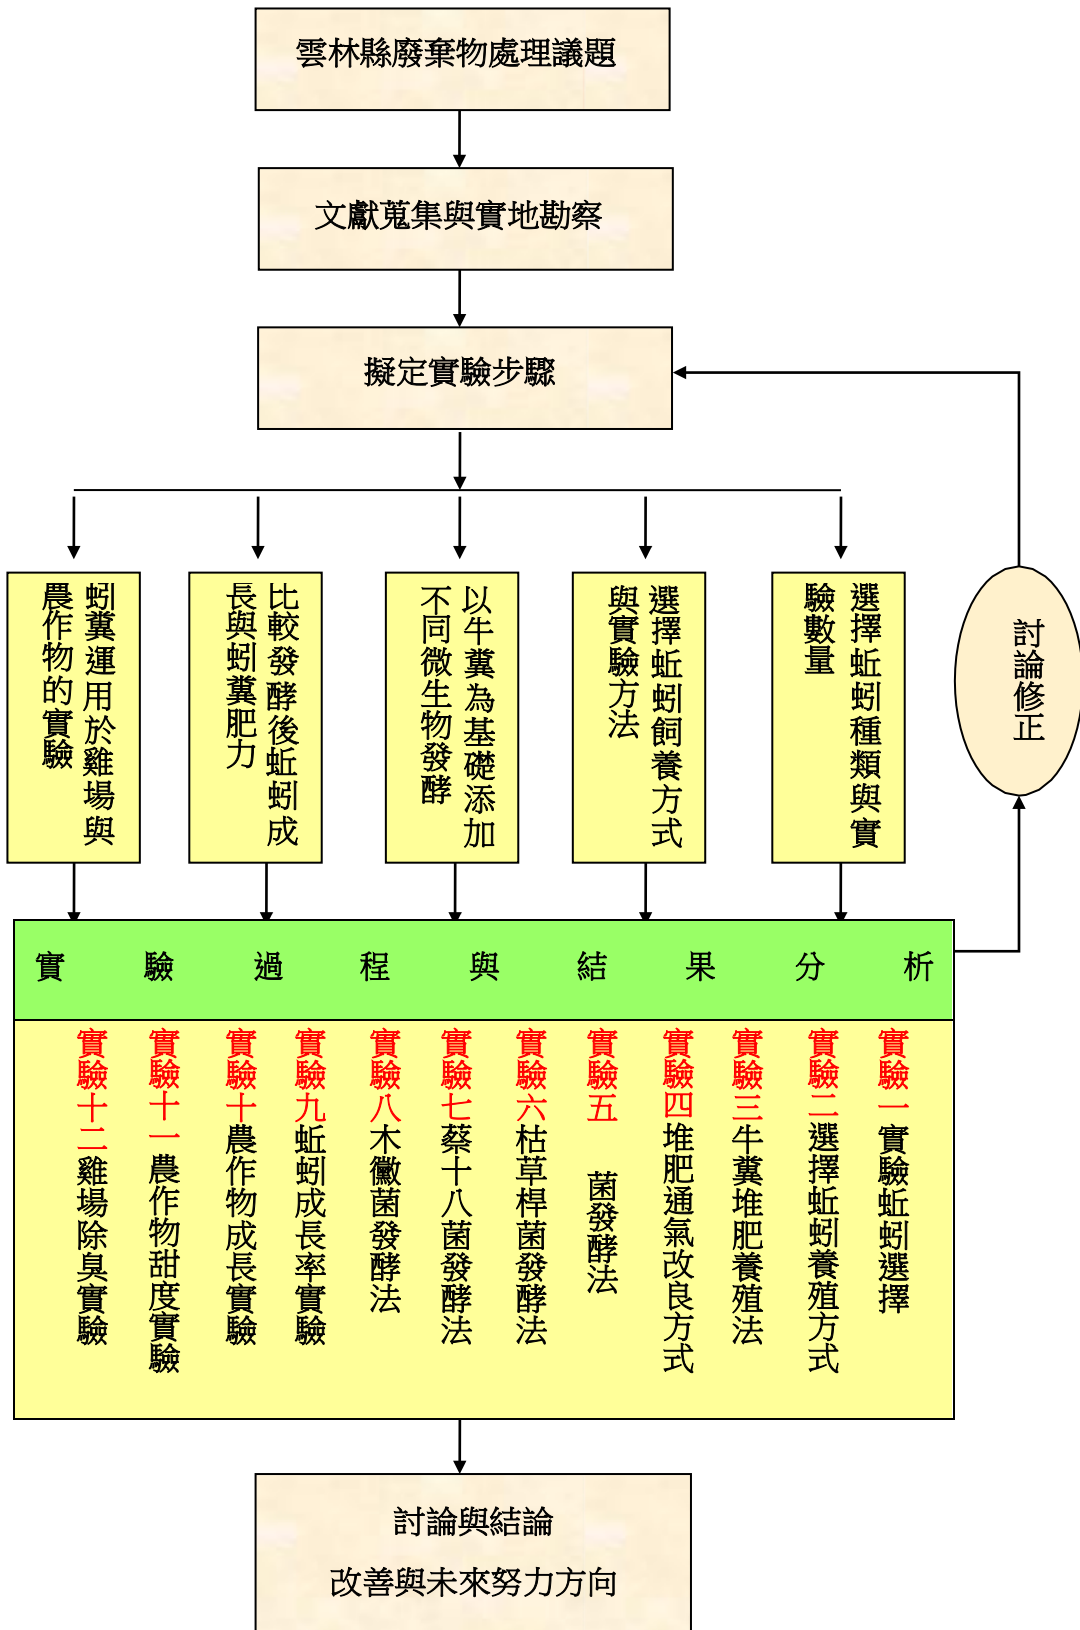 雲林縣廢棄物處理議題
文獻蒐集與實地勘察
擬定實驗步驟
選擇蚯蚓種類與實
驗數量
選擇蚯蚓飼養方式
與實驗方法
以牛糞為基礎添加
不同微生物發酵
比較發酵後蚯蚓成
長與蚓糞肥力
蚓糞運用於雞場與
農作物的實驗
討論修正
實驗過程與結果分析
實驗一實驗蚯蚓選擇
實驗二選擇蚯蚓養殖方式
實驗三牛糞堆肥養殖法
實驗四堆肥通氣改良方式
實驗五 菌發酵法
實驗六枯草桿菌發酵法
實驗七蔡十八菌發酵法
實驗八木黴菌發酵法
實驗九蚯蚓成長率實驗
實驗十農作物成長實驗
實驗十一農作物甜度實驗
實驗十二雞場除臭實驗
討論與結論
改善與未來努力方向